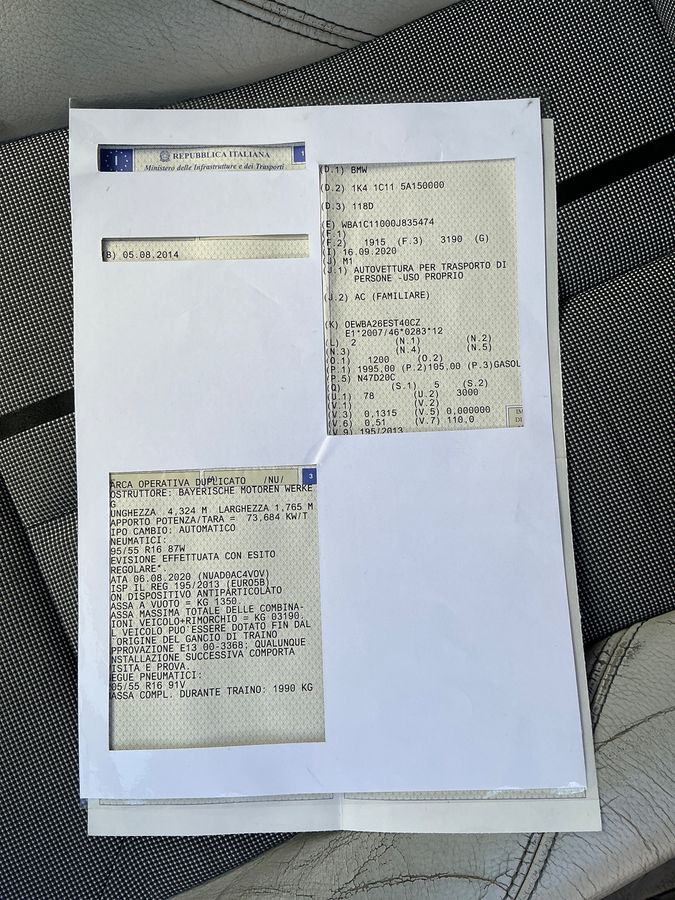 I
REPUBBLICA ITALIANA
Ministero delle Infrastrutture e dei Trasporti
B) 05.08.2014
(D.1) BMW
(D.2) 1K4 1C11 5A150000
(D.3) 118D
(E) WBA1C11000J835474
(F.1)
(F.2) 1915 (F.3) 3190 (G)
(I) 16.09.2020
(J) M1
(J.1) AUTOVETTURA PER TRASPORTO DI
PERSONE -USO PROPRIO
(J.2) AC (FAMILIARE)
(K) OEWBA26EST40CZ
E1*2007/46*0283*12
(L) 2 (N.1) (N.2)
(N.3) (N.4) (N.5)
(O.1) 1200 (O.2)
(P.1) 1995,00 (P.2)105,00 (P.3)GASOL
(P.5) N47D20C
Q) (S.1) 5 (S.2)
(U.1) 78 (U.2) 3000
(V.1) (V.2)
(V.3) 0,1315 (V.5) 0,000000
(V.6) 0,51 (V.7) 110,0
(V.9) 195/2013
ARCA OPERATIVA DUPLICATO /NU/
3
OSTRUTTORE: BAYERISCHE MOTOREN WERKE
G
UNGHEZZA 4,324 M LARGHEZZA 1,765 M
APPORTO POTENZA/TARA = 73,684 KW/T
IPO CAMBIO: AUTOMATICO
NEUMATICI:
95/55 R16 87W
EVISIONE EFFETTUATA CON ESITO
REGOLARE*.
ATA 06.08.2020 (NUAD0AC4VOV)
ISP IL REG 195/2013 (EURO5B)
ON DISPOSITIVO ANTIPARTICOLATO
ASSA A VUOTO = KG 1350.
ASSA MASSIMA TOTALE DELLE COMBINA-
IONI VEICOLO+RIMORCHIO = KG 03190.
L VEICOLO PUO'ESSERE DOTATO FIN DAL
'ORIGINE DEL GANCIO DI TRAINO
PPROVAZIONE E13 00-3368; QUALUNQUE
NSTALLAZIONE SUCCESSIVA COMPORTA
ISITA E PROVA.
EGUE PNEUMATICI:
05/55 R16 91V
ASSA COMPL. DURANTE TRAINO: 1990 KG